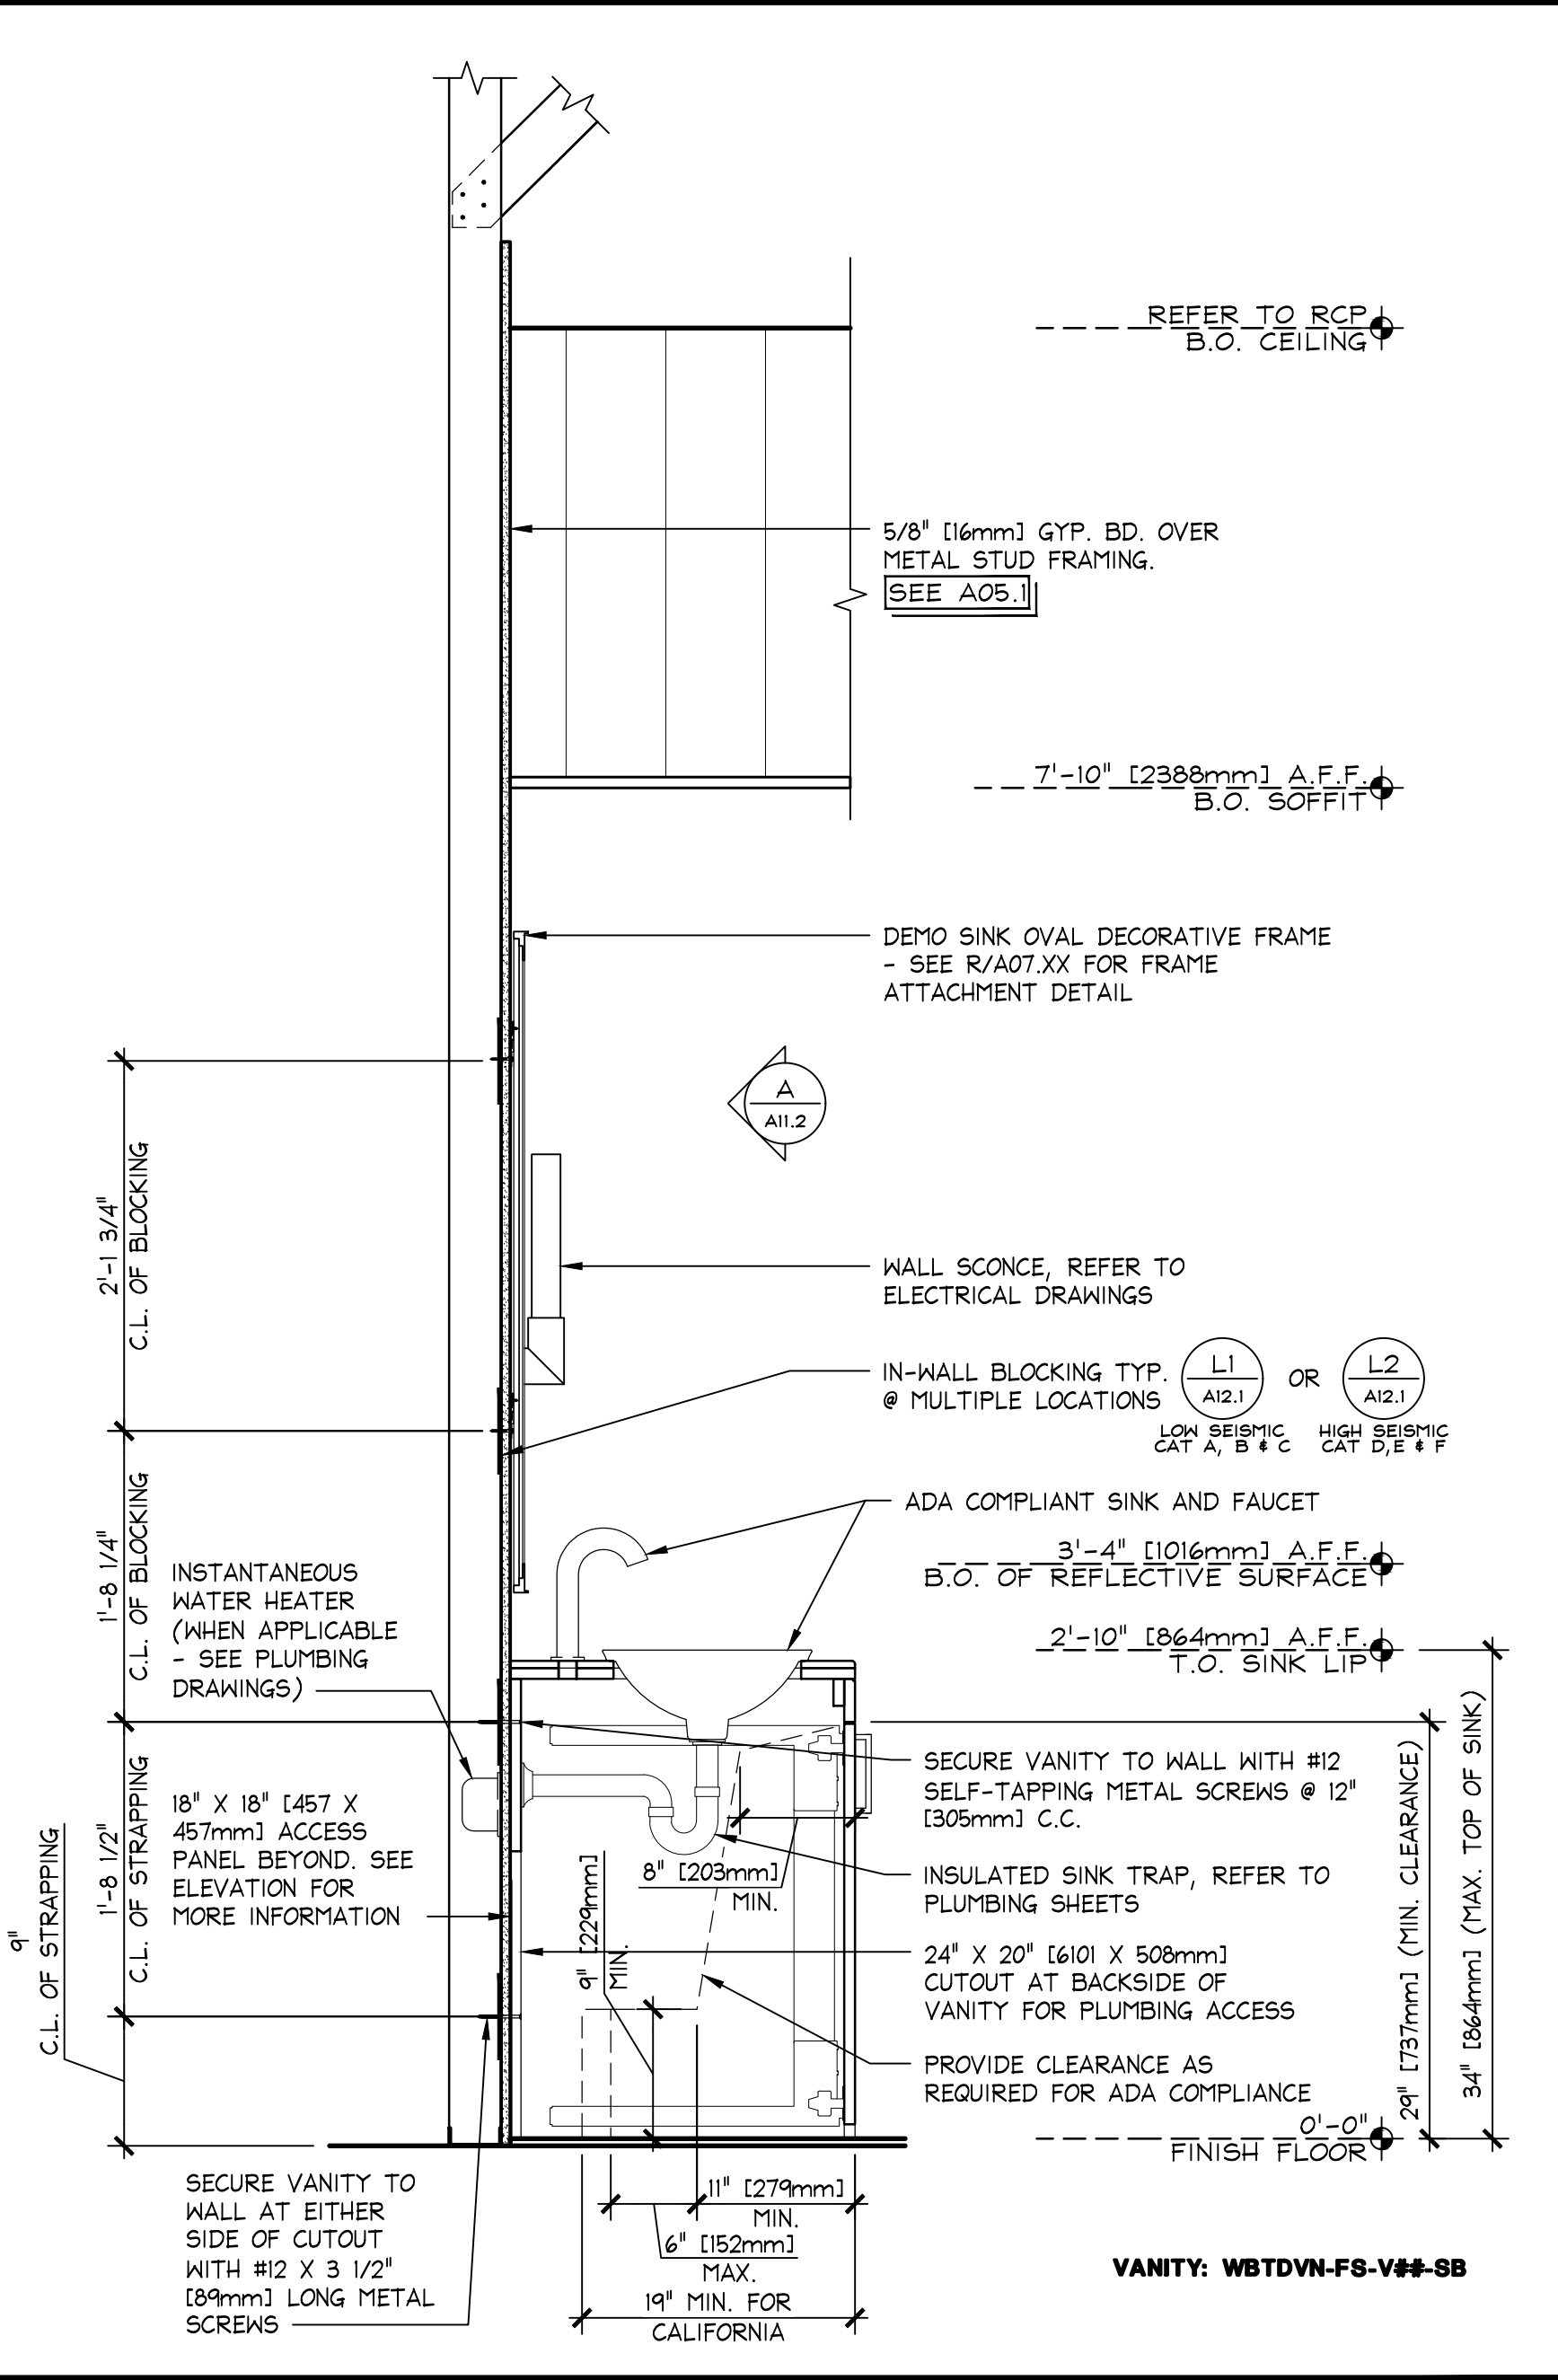 REFER TO RCP
B.O. CEILING
5/8" [16mm] GYP. BD. OVER
METAL STUD FRAMING.
SEE A05.1
7'-10" [2388mm] A.F.F.
B.O. SOFFIT
DEMO SINK OVAL DECORATIVE FRAME
- SEE R/A07.XX FOR FRAME
ATTACHMENT DETAIL
A
A11.2
2'-1 3/4"
C.L. OF BLOCKING
WALL SCONCE, REFER TO
ELECTRICAL DRAWINGS
IN-WALL BLOCKING TYP.
@ MULTIPLE LOCATIONS
L1
A12.1
OR
L2
A12.1
LOW SEISMIC
CAT A, B & C
HIGH SEISMIC
CAT D,E & F
ADA COMPLIANT SINK AND FAUCET
1'-8 1/4"
C.L. OF BLOCKING
INSTANTANEOUS
WATER HEATER
(WHEN APPLICABLE
- SEE PLUMBING
DRAWINGS)
3'-4" [1016mm] A.F.F.
B.O. OF REFLECTIVE SURFACE
2'-10" [864mm] A.F.F.
T.O. SINK LIP
SECURE VANITY TO WALL WITH #12
SELF-TAPPING METAL SCREWS @ 12"
[305mm] C.C.
18" X 18" [457 X
457mm] ACCESS
PANEL BEYOND. SEE
ELEVATION FOR
MORE INFORMATION
1'-8 1/2"
C.L. OF STRAPPING
9"
C.L. OF STRAPPING
8" [203mm]
MIN.
9" [229mm]
MIN.
INSULATED SINK TRAP, REFER TO
PLUMBING SHEETS
24" X 20" [6101 X 508mm]
CUTOUT AT BACKSIDE OF
VANITY FOR PLUMBING ACCESS
PROVIDE CLEARANCE AS
REQUIRED FOR ADA COMPLIANCE
29" [737mm] (MIN. CLEARANCE)
34" [864mm] (MAX. TOP OF SINK)
0'-0"
FINISH FLOOR
SECURE VANITY TO
WALL AT EITHER
SIDE OF CUTOUT
WITH #12 X 3 1/2"
[89mm] LONG METAL
SCREWS
11" [279mm]
MIN.
6" [152mm]
MAX.
19" MIN. FOR
CALIFORNIA
VANITY: WBTDVN-FS-V##-SB